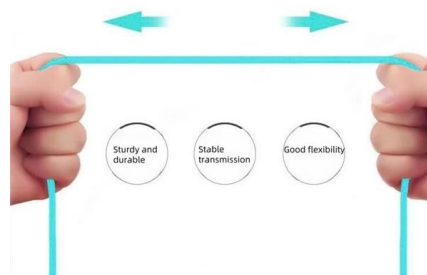 Sturdy and
durable
Stable
transmission
Good flexibility